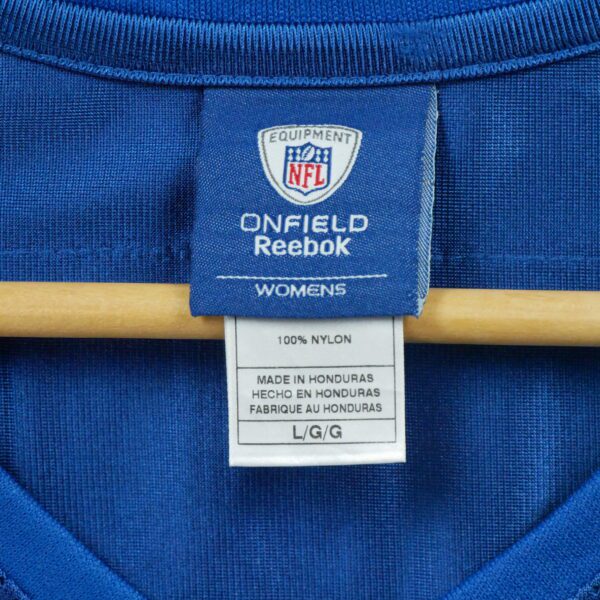 EQUIPMENT
NFL
ONFIELD
Reebok
WOMENS
100% NYLON
MADE IN HONDURAS
HECHO EN HONDURAS
FABRIQUE AU HONDURAS
L/G/G